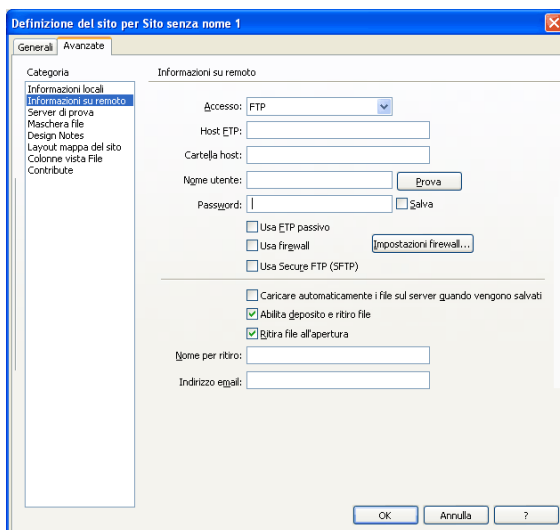 Definizione del sito per Sito senza nome 1
Generali Avanzate
Categoria
Informazioni locali
Informazioni su remoto
Server di prova
Maschera file
Design Notes
Layout mappa del sito
Colonne vista File
Contribute
Informazioni su remoto
Accesso: FTP
Host FTP:
Cartella host:
Nome utente: Prova
Password: Salva
Usa FTP passivo
Usa firewall Impostazioni firewall...
Usa Secure FTP (SFTP)
Caricare automaticamente i file sul server quando vengono salvati
Abilita deposito e ritiro file
Ritira file all'apertura
Nome per ritiro:
Indirizzo email:
OK Annulla ?